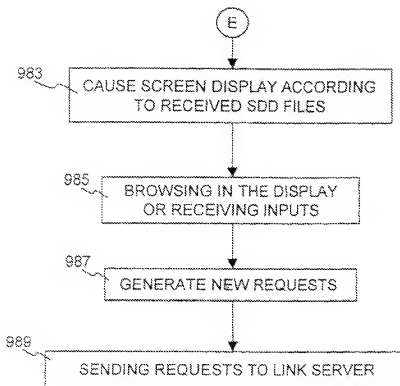 E
983
CAUSE SCREEN DISPLAY ACCORDING
TO RECEIVED SDD FILES
985
BROWSING IN THE DISPLAY
OR RECEIVING INPUTS
987
GENERATE NEW REQUESTS
989
SENDING REQUESTS TO LINK SERVER